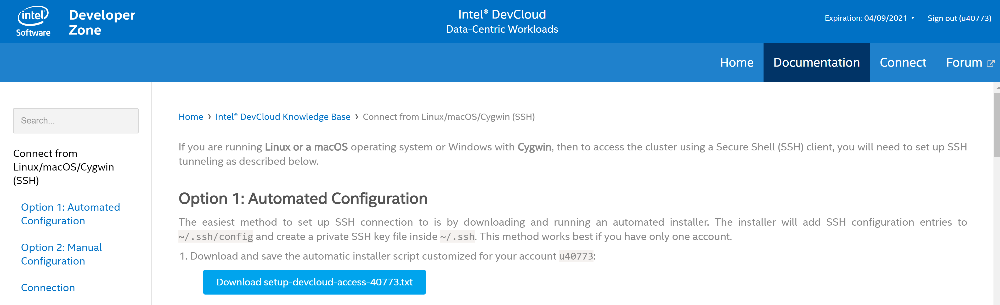 intel
Software
Developer
Zone
Intel® DevCloud
Data-Centric Workloads
Expiration: 04/09/2021 ▼
Sign out (u40773)
Home
Documentation
Connect
Forum
Search...
Connect from
Linux/macOS/Cygwin
(SSH)
Option 1: Automated
Configuration
Option 2: Manual
Configuration
Connection
Home › Intel® DevCloud Knowledge Base › Connect from Linux/macOS/Cygwin (SSH)
If you are running Linux or a macOS operating system or Windows with Cygwin, then to access the cluster using a Secure Shell (SSH) client, you will need to set up SSH
tunneling as described below.
Option 1: Automated Configuration
The easiest method to set up SSH connection to is by downloading and running an automated installer. The installer will add SSH configuration entries to
~/.ssh/config and create a private SSH key file inside ~/.ssh. This method works best if you have only one account.
1. Download and save the automatic installer script customized for your account u40773:
Download setup-devcloud-access-40773.txt